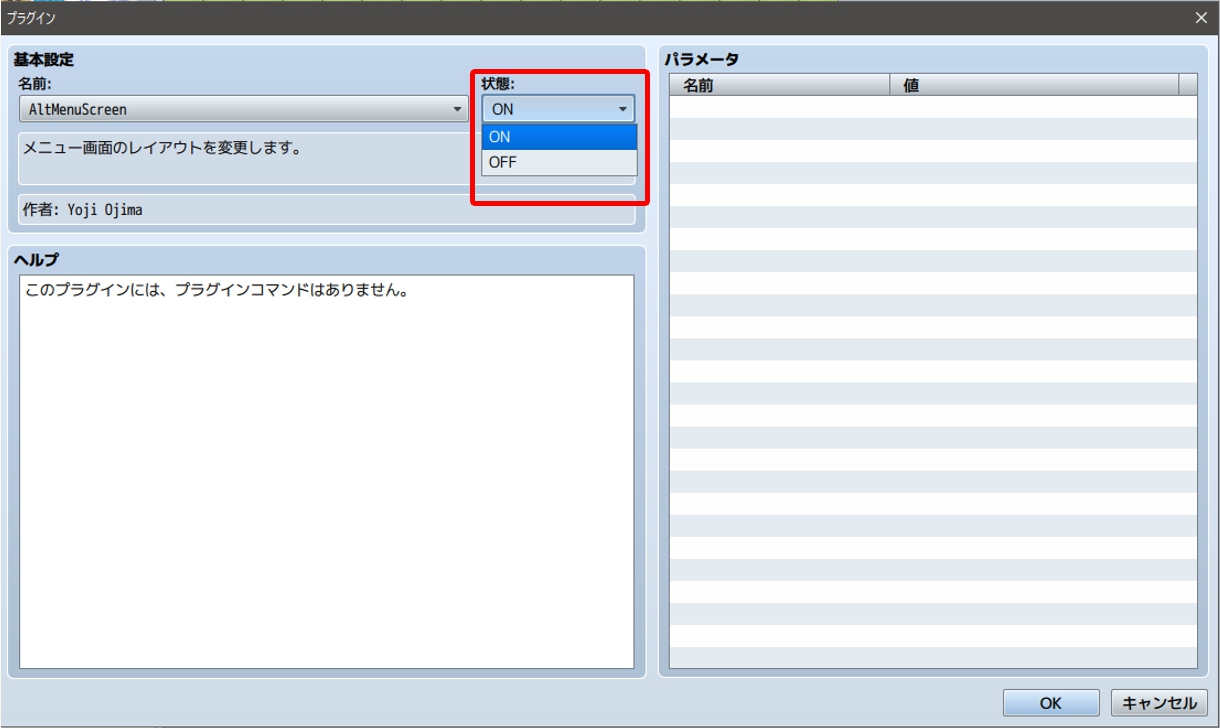 プラグイン
基本設定
名前:
AltMenuScreen
状態:
ON
ON
OFF
メニュー画面のレイアウトを変更します。
作者: Yoji Ojima
ヘルプ
このプラグインには、プラグインコマンドはありません。
パラメータ
名前 値
OK キャンセル